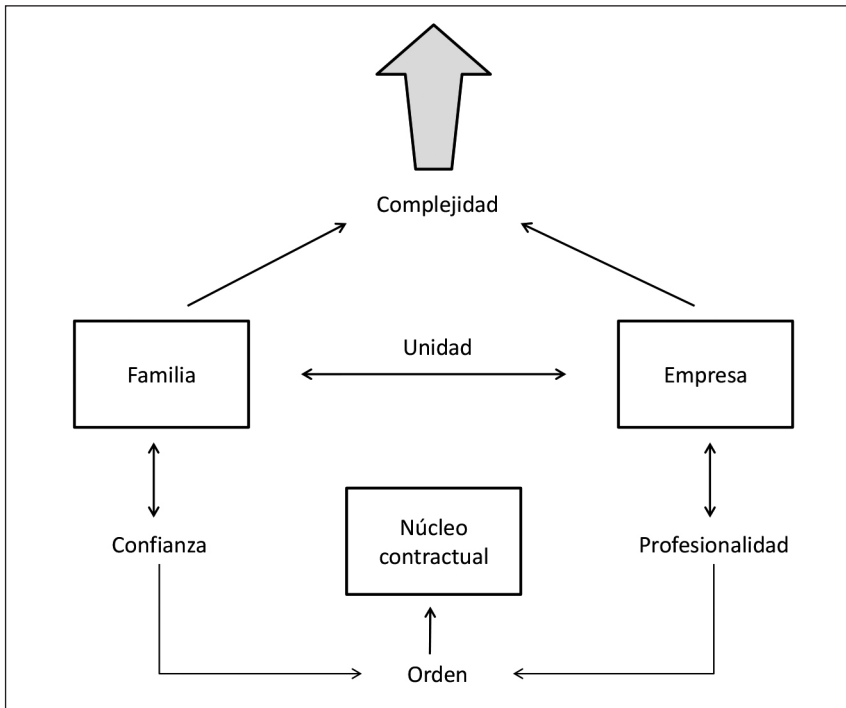 Complejidad
Unidad
Familia
Empresa
Núcleo
contractual
Confianza
Profesionalidad
Orden